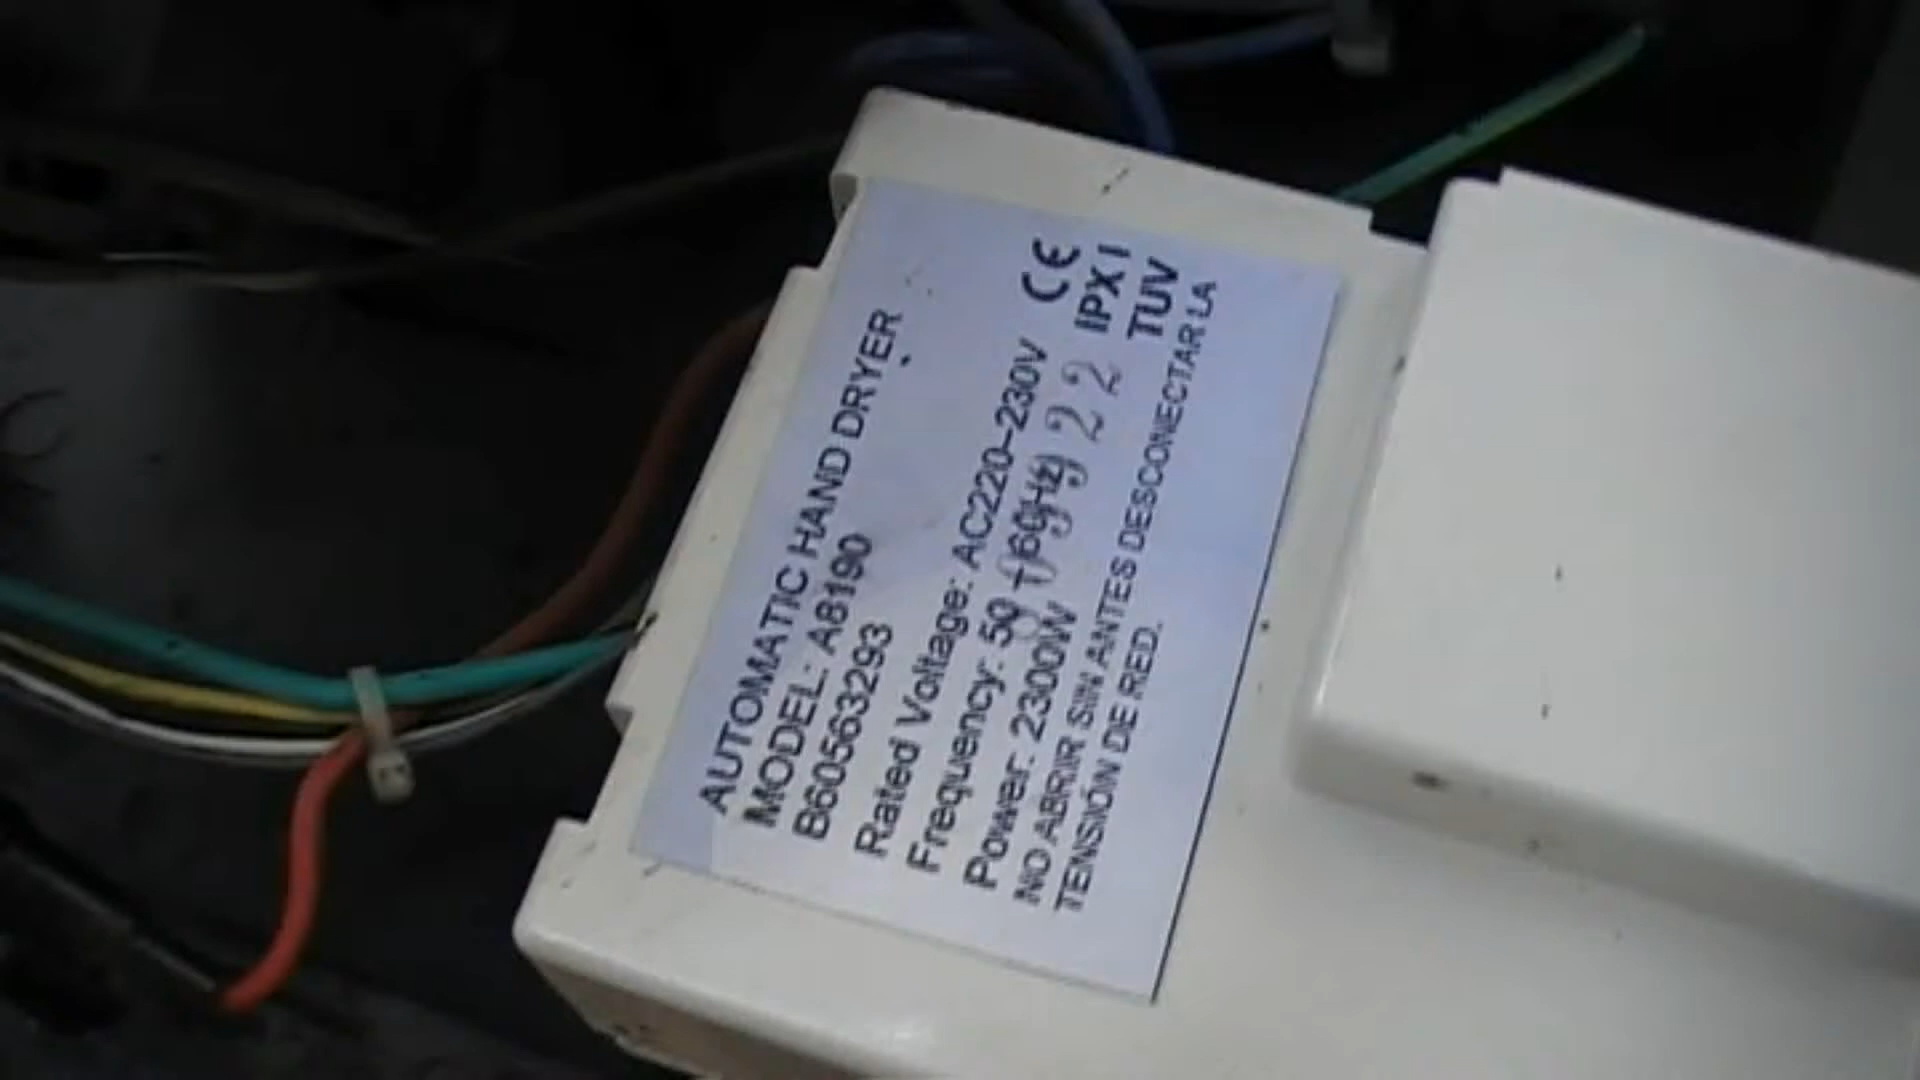 AUTOMATIC HAND DRYER
MODEL: A8190
B60563293
Rated Voltage: AC220-230V CE
Frequency: 50 60Hz IPX1
Power: 2300W TUV
NO ABRIR SIN ANTES DESCONECTAR LA
TENSIÓN DE RED.